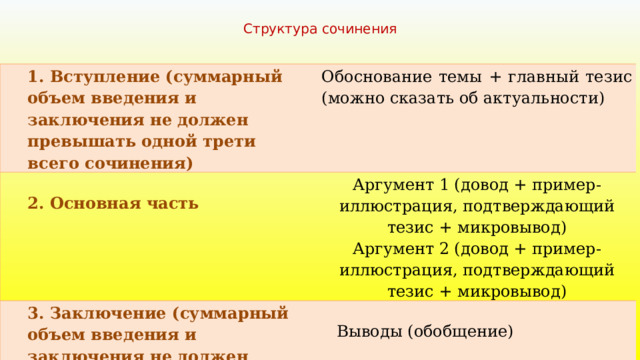 Структура сочинения
1. Вступление (суммарный
объем введения и
заключения не должен
превышать одной трети
всего сочинения)
Обоснование темы + главный тезис
(можно сказать об актуальности)
2. Основная часть
Аргумент 1 (довод + пример-
иллюстрация, подтверждающий
тезис + микровывод)
Аргумент 2 (довод + пример-
иллюстрация, подтверждающий
тезис + микровывод)
3. Заключение (суммарный
объем введения и
заключения не должен
Выводы (обобщение)